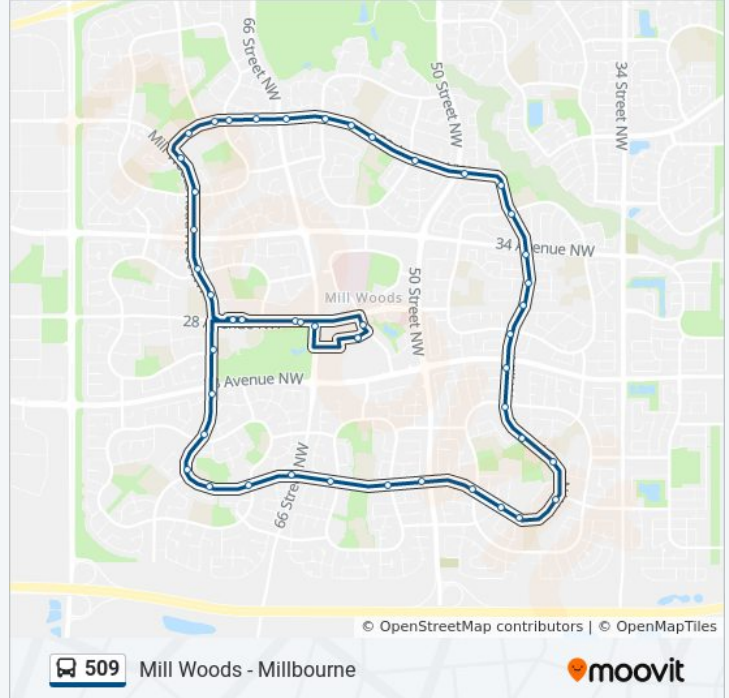 66 Street NW
50 Street NW
34 Street NW
Mill
34 Avenue NW
Mill Woods
50 Street NW
28
Avenue NW
66 Street NW
© OpenStreetMap contributors | © OpenMapTiles
509 Mill Woods - Millbourne
moovit